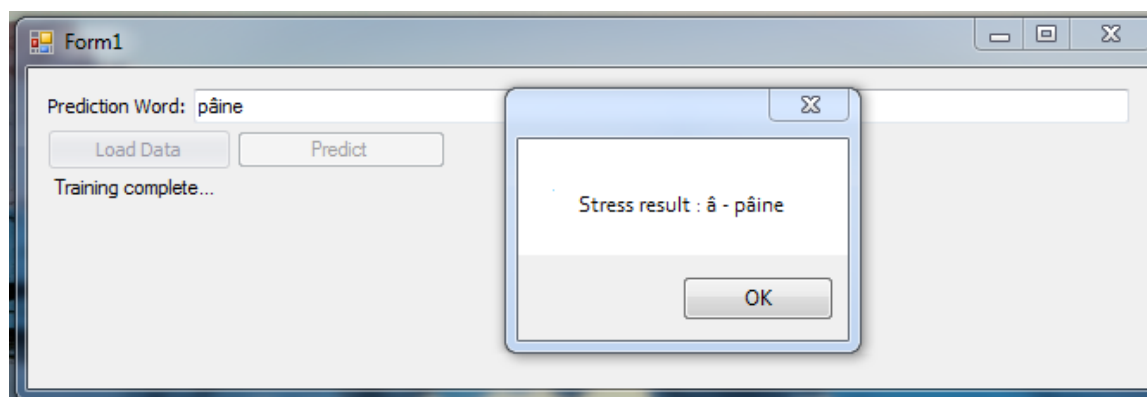 Form1
Prediction Word: pâine
Load Data Predict
Training complete...
Stress result : â - pâine
OK